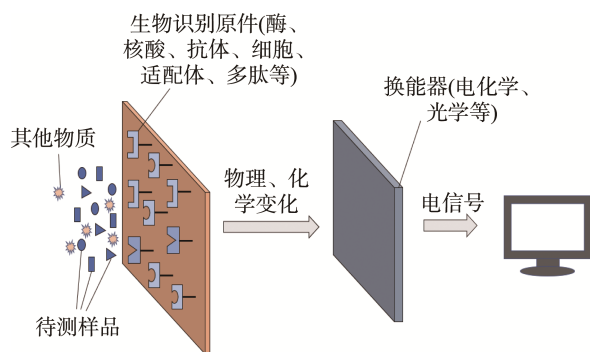 生物识别原件(酶、
核酸、抗体、细胞、
适配体、多肽等)
其他物质
待测样品
物理、化
学变化
换能器(电化学、
光学等)
电信号